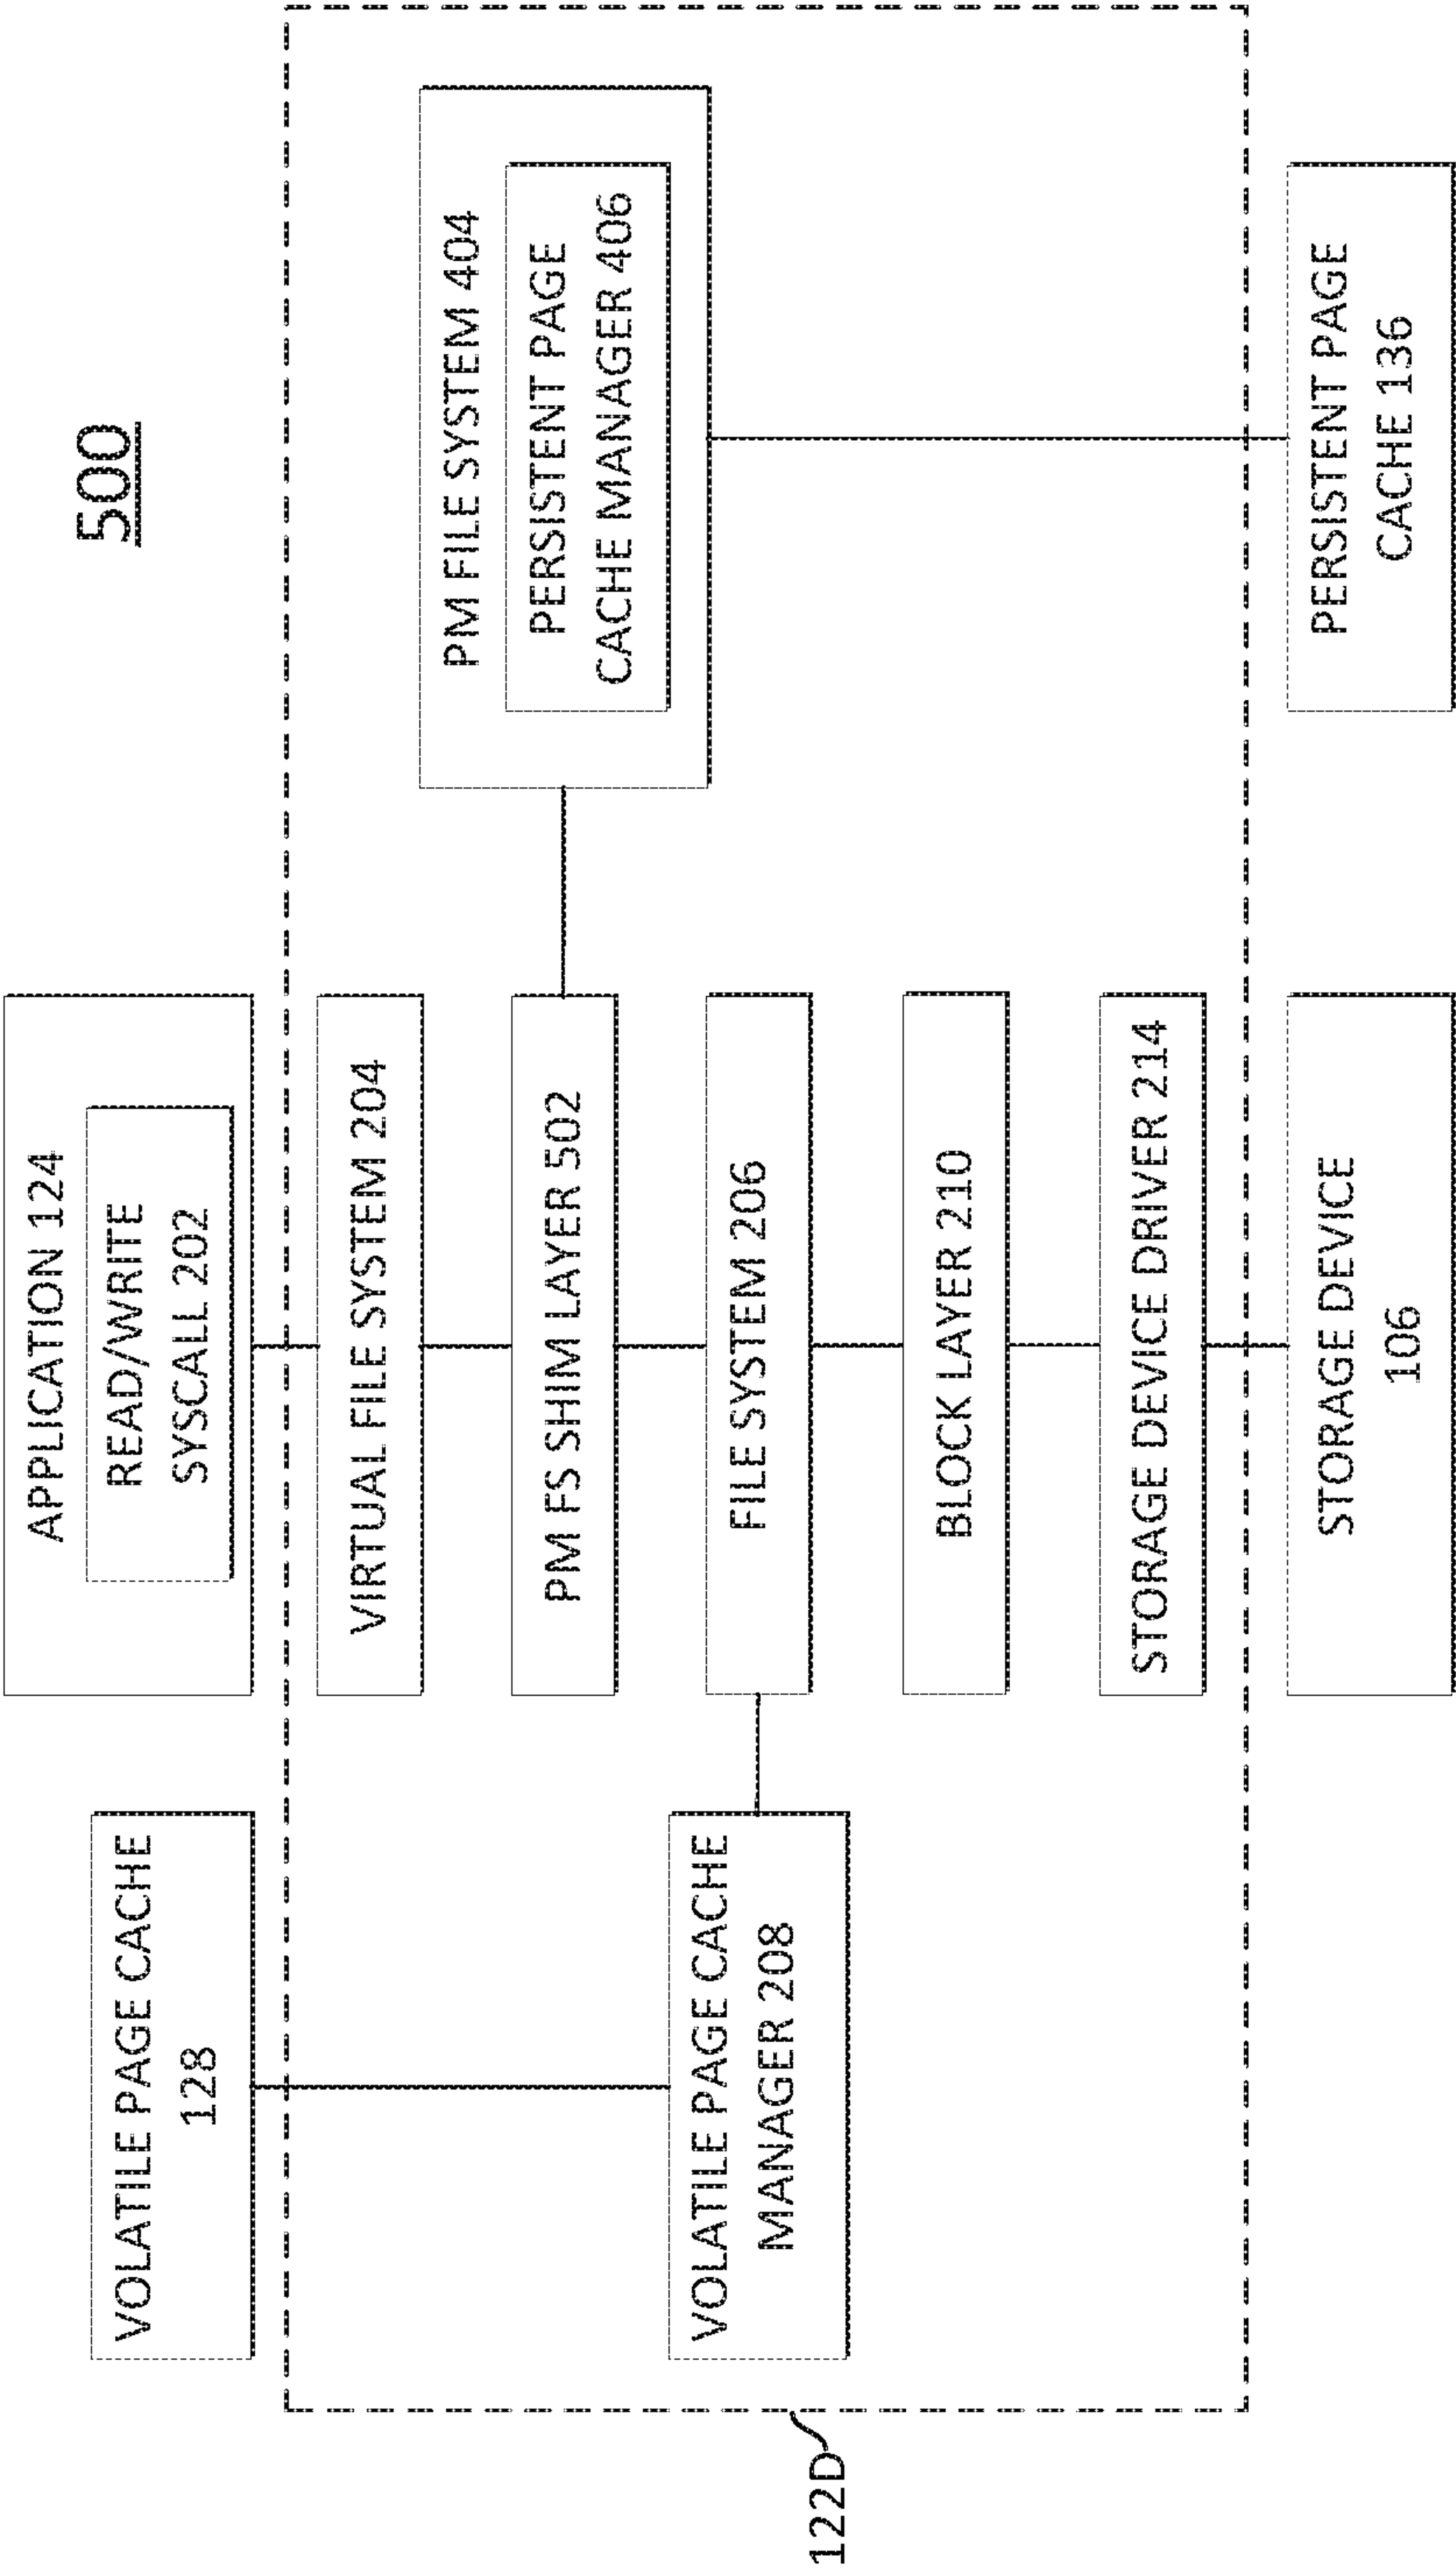 500
VOLATILE PAGE CACHE
128
APPLICATION 124
READ/WRITE
SYSCALL 202
VIRTUAL FILE SYSTEM 204
PM FS SHIM LAYER 502
PM FILE SYSTEM 404
PERSISTENT PAGE
CACHE MANAGER 406
VOLATILE PAGE CACHE
MANAGER 208
FILE SYSTEM 206
BLOCK LAYER 210
STORAGE DEVICE DRIVER 214
122D
STORAGE DEVICE
106
PERSISTENT PAGE
CACHE 136